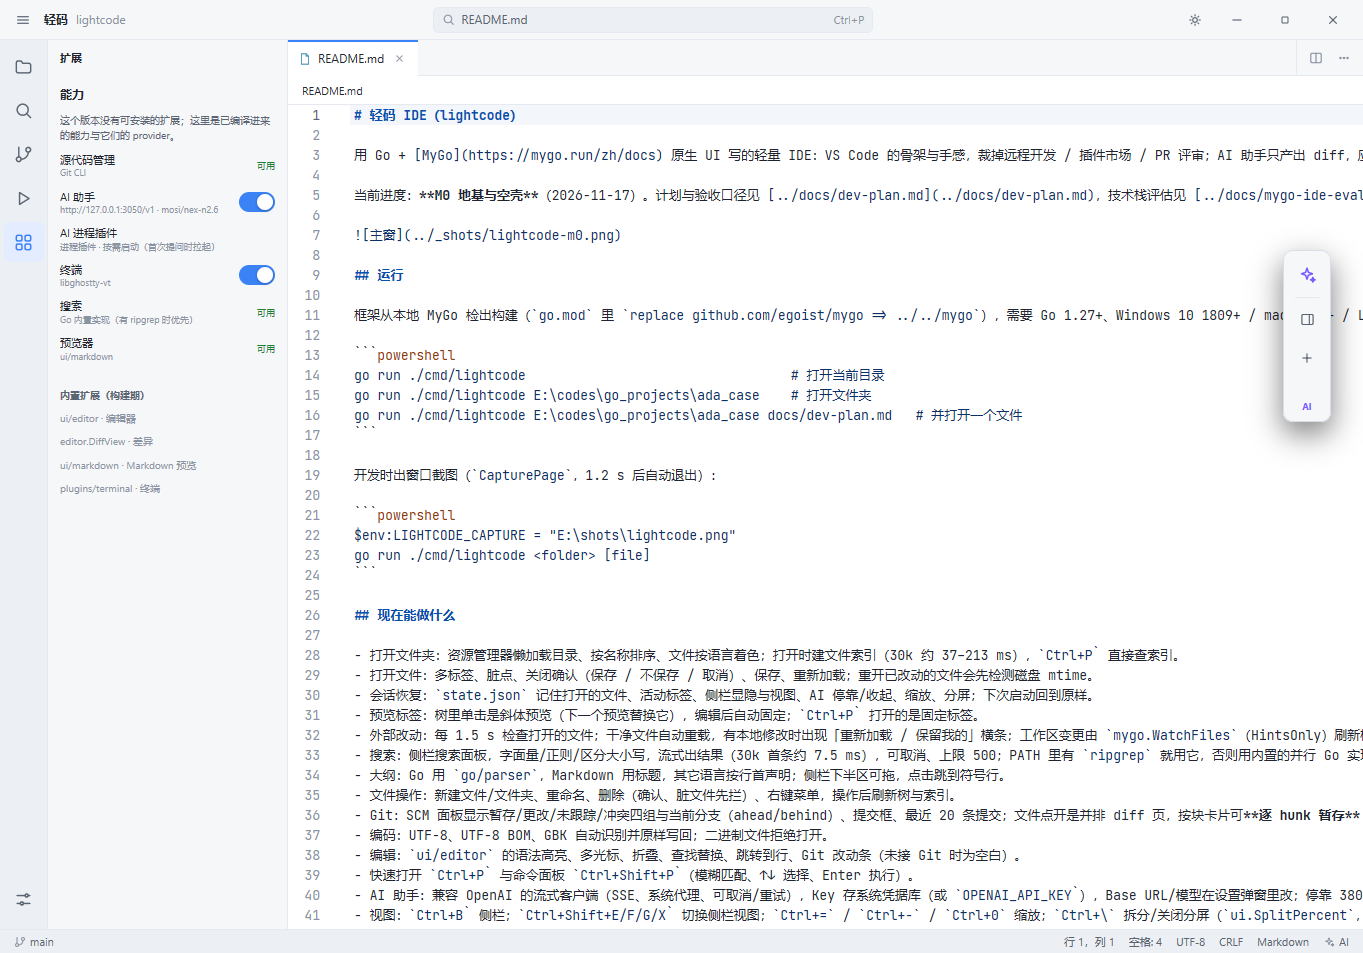 轻码 lightcode
README.md Ctrl+P
扩展
能力
这个版本没有可安装的扩展；这里是已编译进来
的能力与它们的 provider。
源代码管理
Git CLI
可用
AI 助手
http://127.0.0.1:3050/v1 · mosi/nex-n2.6
AI 进程插件
进程插件 · 按需启动（首次提问时拉起）
终端
libghostty-vt
搜索
Go 内置实现（有 ripgrep 时优先）
可用
预览器
ui/markdown
可用
内置扩展（构建期）
ui/editor · 编辑器
editor.DiffView · 差异
ui/markdown · Markdown 预览
plugins/terminal · 终端
README.md
README.md
1 # 轻码 IDE (lightcode)
2
3 用 Go + [MyGo](https://mygo.run/zh/docs) 原生 UI 写的轻量 IDE：VS Code 的骨架与手感，裁掉远程开发 / 插件市场 / PR 评审；AI 助手只产出 diff，
4
5 当前进度：**M0 地基与空壳**（2026-11-17）。计划与验收口径见 [../docs/dev-plan.md](../docs/dev-plan.md)，技术栈评估见 [../docs/mygo-ide-eval
6
7 ![主窗](../_shots/lightcode-m0.png)
8
9 ## 运行
10
11 框架从本地 MyGo 检出构建（`go.mod` 里 `replace github.com/egoist/mygo => ../../mygo`），需要 Go 1.27+、Windows 10 1809+ / mac
12
13 ```powershell
14 go run ./cmd/lightcode # 打开当前目录
15 go run ./cmd/lightcode E:\codes\go_projects\ada_case # 打开文件夹
16 go run ./cmd/lightcode E:\codes\go_projects\ada_case docs/dev-plan.md # 并打开一个文件
17 ```
18
19 开发时出窗口截图（`CapturePage`，1.2 s 后自动退出）：
20
21 ```powershell
22 $env:LIGHTCODE_CAPTURE = "E:\shots\lightcode.png"
23 go run ./cmd/lightcode <folder> [file]
24 ```
25
26 ## 现在能做什么
27
28 - 打开文件夹：资源管理器懒加载目录、按名称排序、文件按语言着色；打开时建文件索引（30k 约 37–213 ms），`Ctrl+P` 直接查索引。
29 - 打开文件：多标签、脏点、关闭确认（保存 / 不保存 / 取消）、保存、重新加载；重开已改动的文件会先检测磁盘 mtime。
30 - 会话恢复：`state.json` 记住打开的文件、活动标签、侧栏显隐与视图、AI 停靠/收起、缩放、分屏；下次启动回到原样。
31 - 预览标签：树里单击是斜体预览（下一个预览替换它），编辑后自动固定；`Ctrl+P` 打开的是固定标签。
32 - 外部改动：每 1.5 s 检查打开的文件；干净文件自动重载，有本地修改时出现「重新加载 / 保留我的」横条；工作区变更由 `mygo.WatchFiles`（HintsOnly）刷新
33 - 搜索：侧栏搜索面板，字面量/正则/区分大小写，流式出结果（30k 首条约 7.5 ms），可取消、上限 500；PATH 里有 `ripgrep` 就用它，否则用内置的并行 Go 实
34 - 大纲：Go 用 `go/parser`，Markdown 用标题，其它语言按行首声明；侧栏下半区可拖，点击跳到符号行。
35 - 文件操作：新建文件/文件夹、重命名、删除（确认、脏文件先拦）、右键菜单，操作后刷新树与索引。
36 - Git：SCM 面板显示暂存/更改/未跟踪/冲突四组与当前分支（ahead/behind）、提交框、最近 20 条提交；文件点开是并排 diff 页，按块卡片可**逐 hunk 暂存**
37 - 编码：UTF-8、UTF-8 BOM、GBK 自动识别并原样写回；二进制文件拒绝打开。
38 - 编辑：`ui/editor` 的语法高亮、多光标、折叠、查找替换、跳转到行、Git 改动条（未接 Git 时为空白）。
39 - 快速打开 `Ctrl+P` 与命令面板 `Ctrl+Shift+P`（模糊匹配、↑↓ 选择、Enter 执行）。
40 - AI 助手：兼容 OpenAI 的流式客户端（SSE、系统代理、可取消/重试），Key 存系统凭据库（或 `OPENAI_API_KEY`），Base URL/模型在设置弹窗里改；停靠 380
41 - 视图：`Ctrl+B` 侧栏；`Ctrl+Shift+E/F/G/X` 切换侧栏视图；`Ctrl+=` / `Ctrl+-` / `Ctrl+0` 缩放；`Ctrl+\` 拆分/关闭分屏（`ui.SplitPercent`，
AI
main
行 1，列 1 空格: 4 UTF-8 CRLF Markdown AI